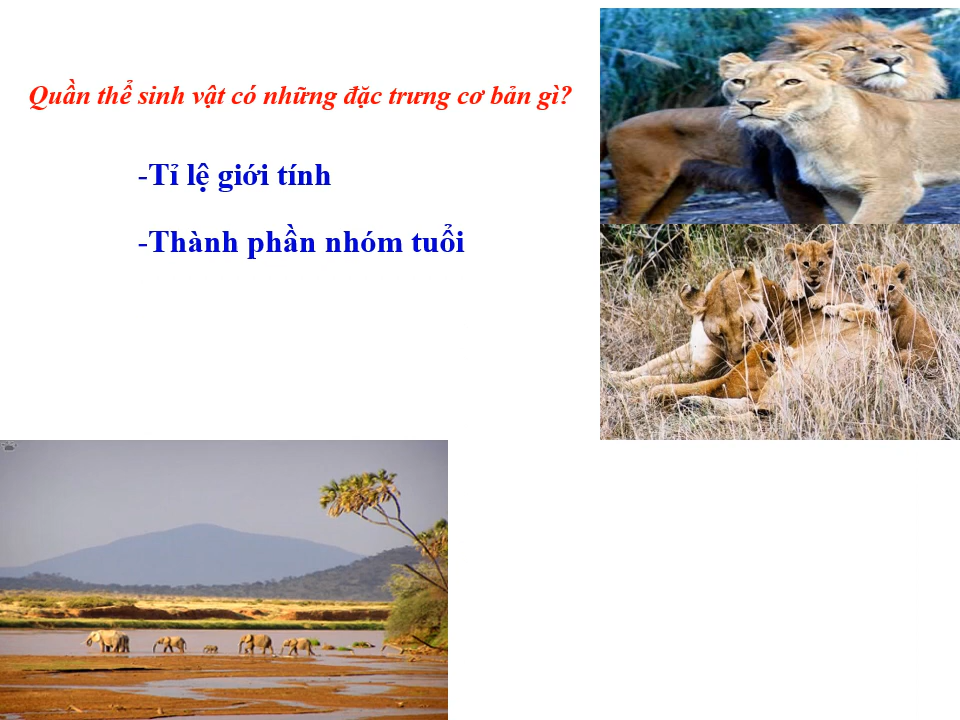 Quần thể sinh vật có những đặc trưng cơ bản gì?
-Tỉ lệ giới tính
-Thành phần nhóm tuổi